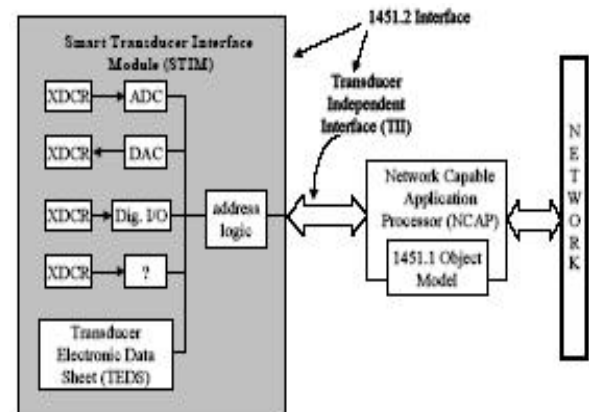 1451.2 Interface
Smart Transducer Interface
Module (STIM)
XDCR
ADC
XDCR
DAC
XDCR
Dig. I/O
XDCR
?
Transducer
Electronic Data
Sheet (TEDS)
address
logic
Transducer
Independent
Interface (TII)
Network Capable
Application
Processor (NCAP)
1451.1 Object
Model
N
E
T
W
O
R
K